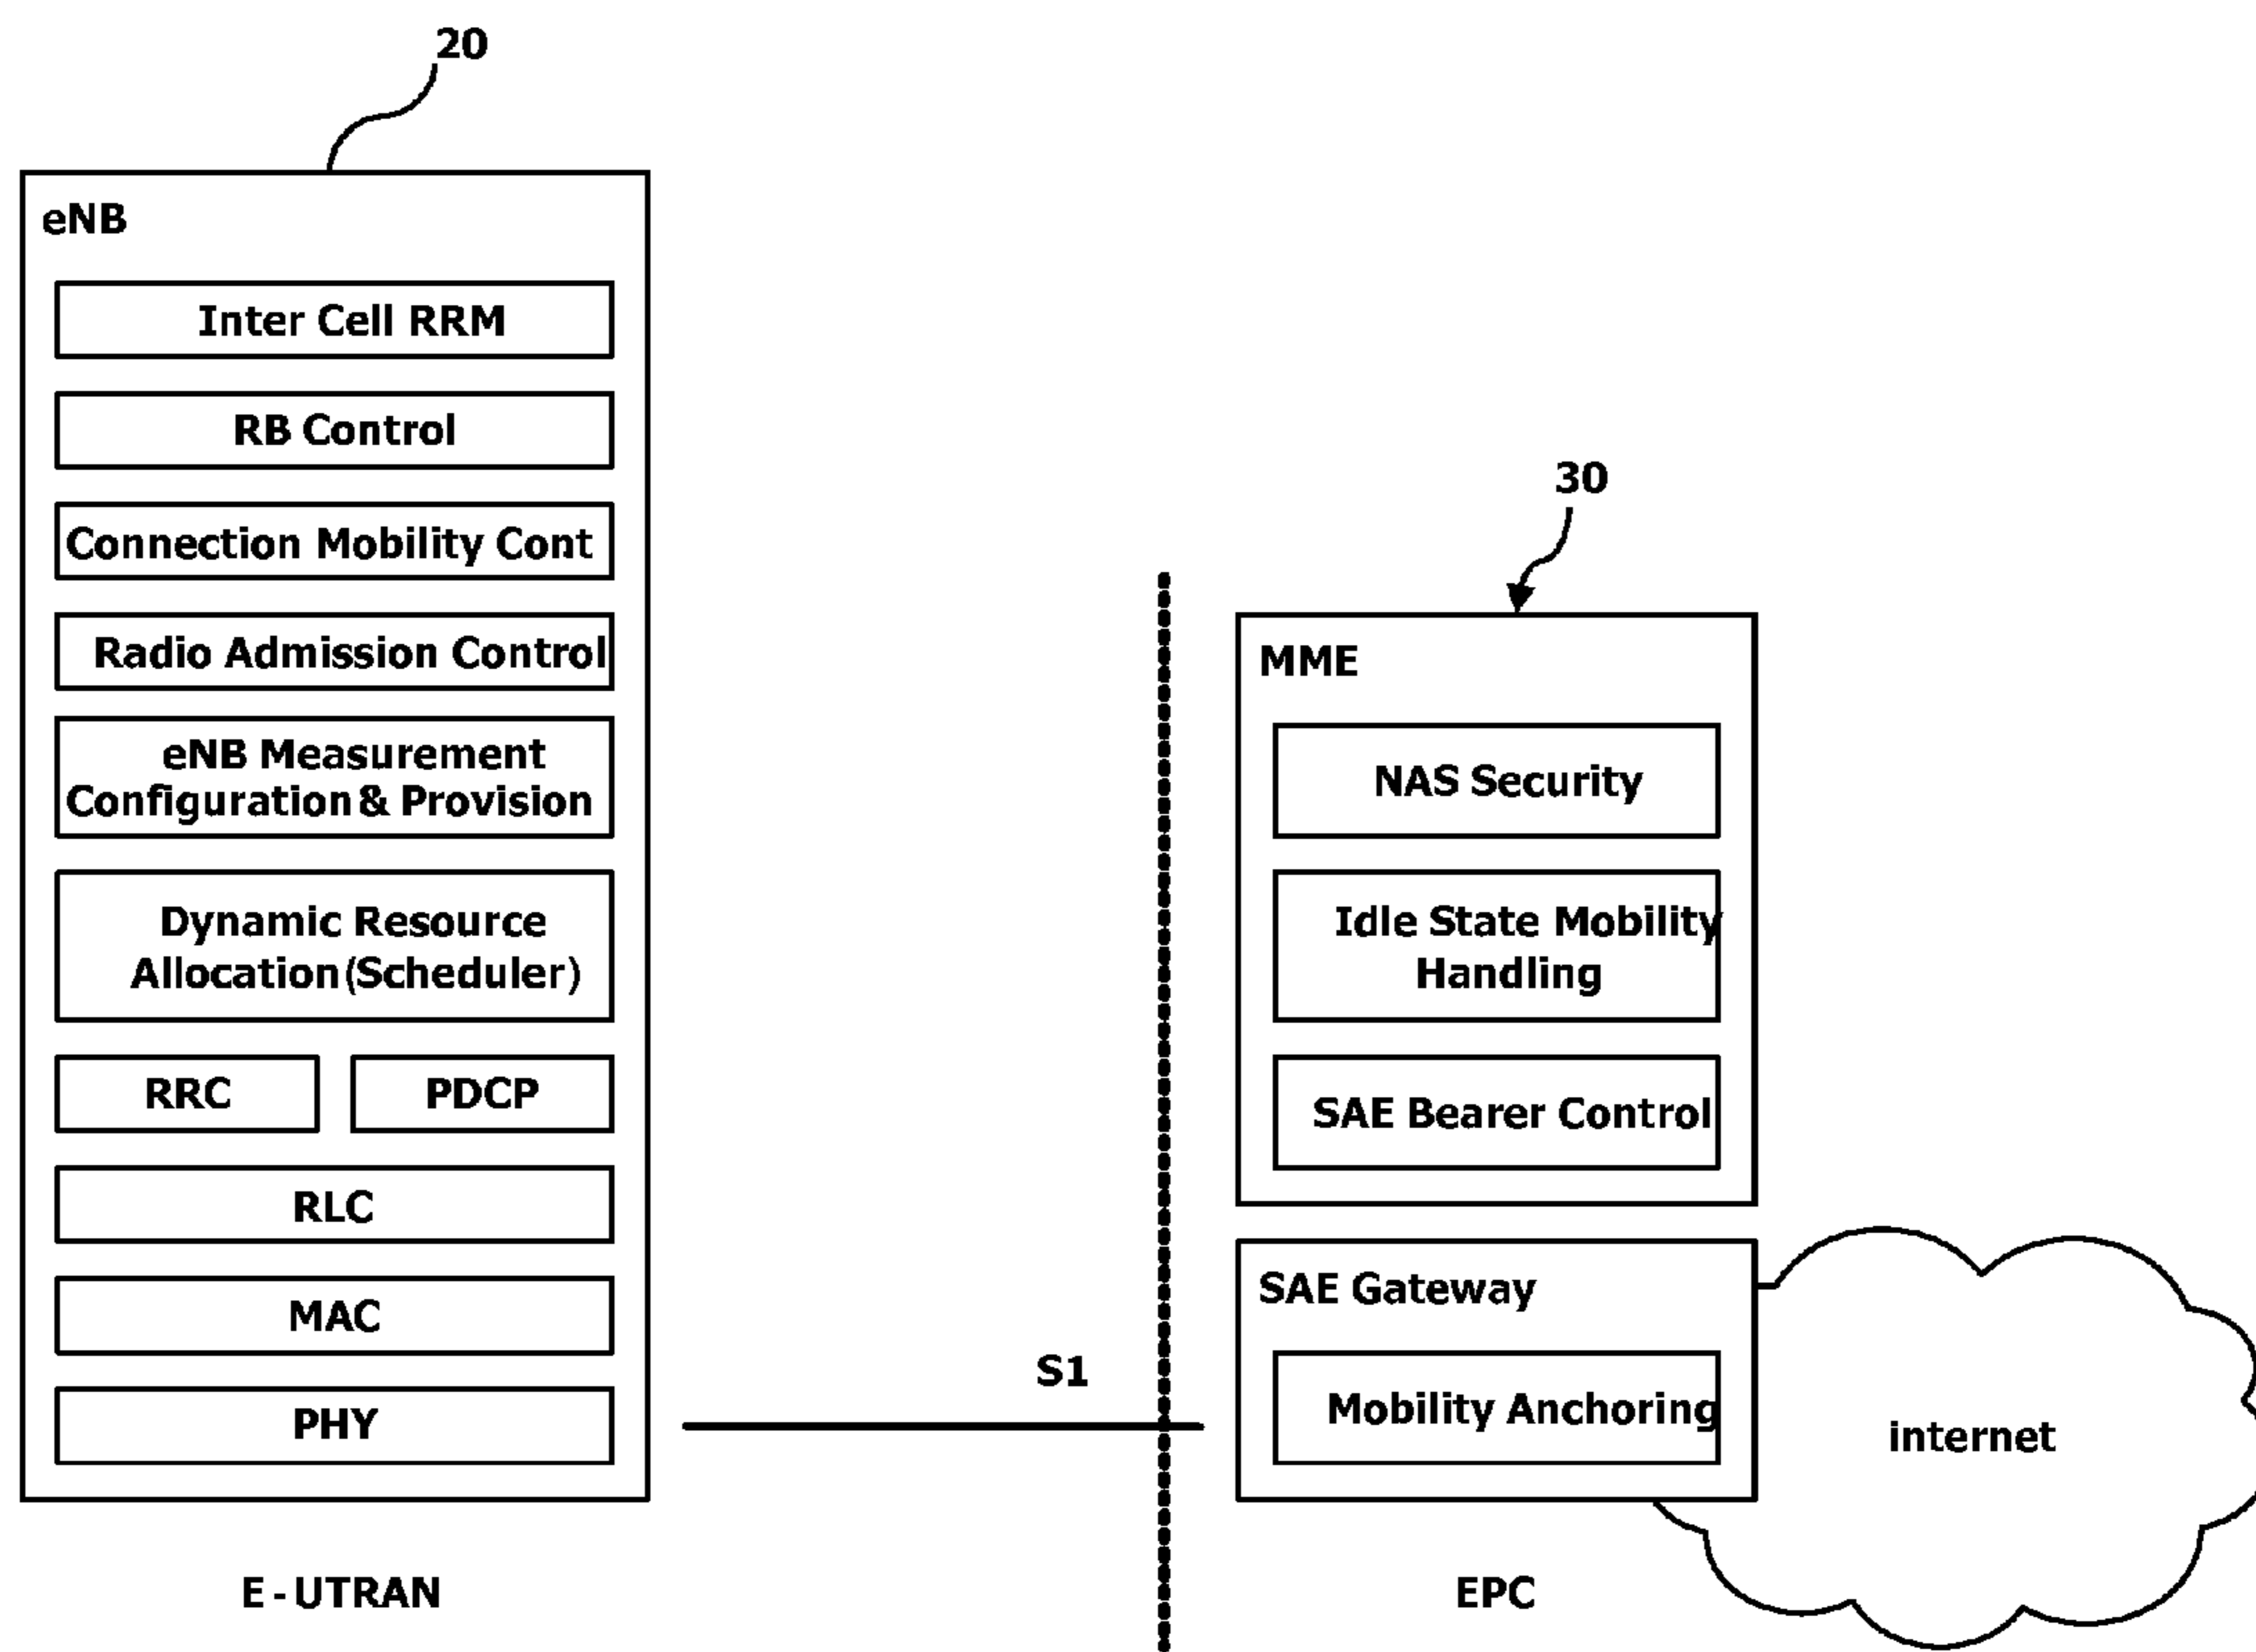 20
eNB
Inter Cell RRM
RB Control
Connection Mobility Cont
Radio Admission Control
eNB Measurement
Configuration & Provision
Dynamic Resource
Allocation (Scheduler)
RRC
PDCP
RLC
MAC
PHY
E-UTRAN
S1
30
MME
NAS Security
Idle State Mobility
Handling
SAE Bearer Control
SAE Gateway
Mobility Anchoring
internet
EPC